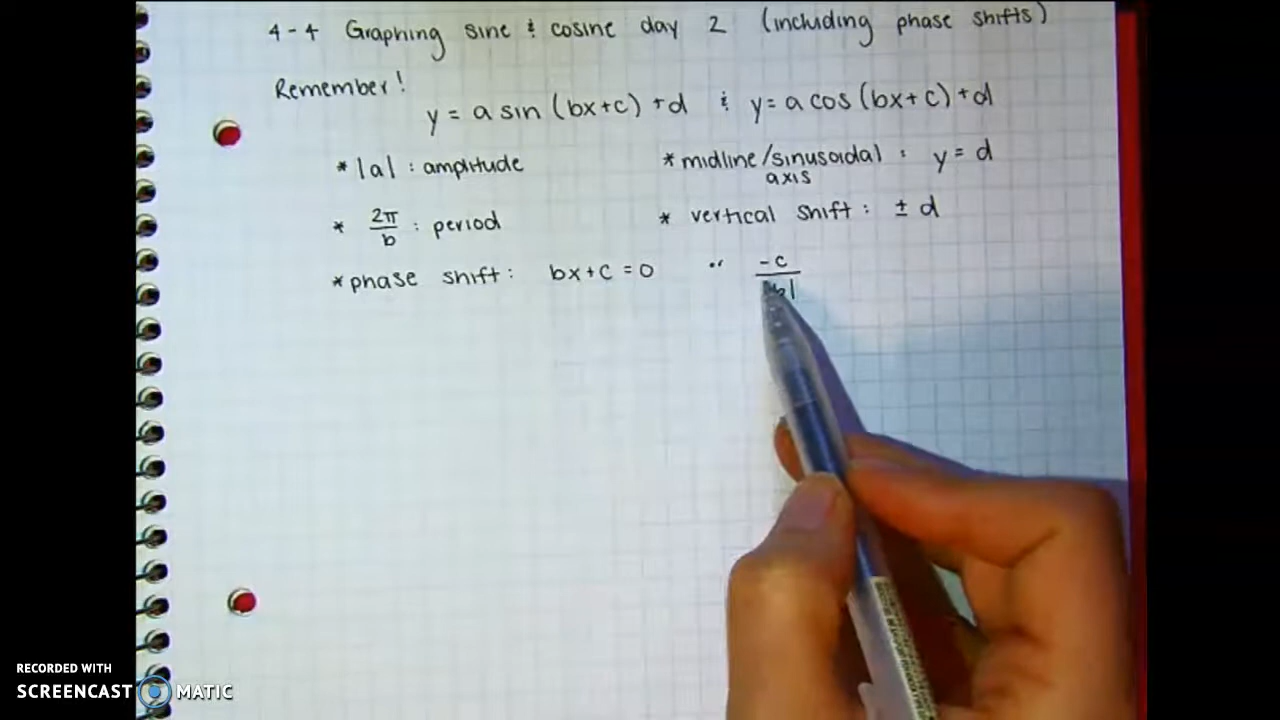 4-4 Graphing sine & cosine day 2 (including phase shifts)
Remember!
y = a sin (bx+c) +d & y= a cos (bx+c) +d
* |a| : amplitude
* midline/sinusoidal axis : y = d
* 2π/b : period
* vertical shift : ± d
* phase shift : bx+c = 0 or -c/|b|
RECORDED WITH
SCREENCAST MATIC